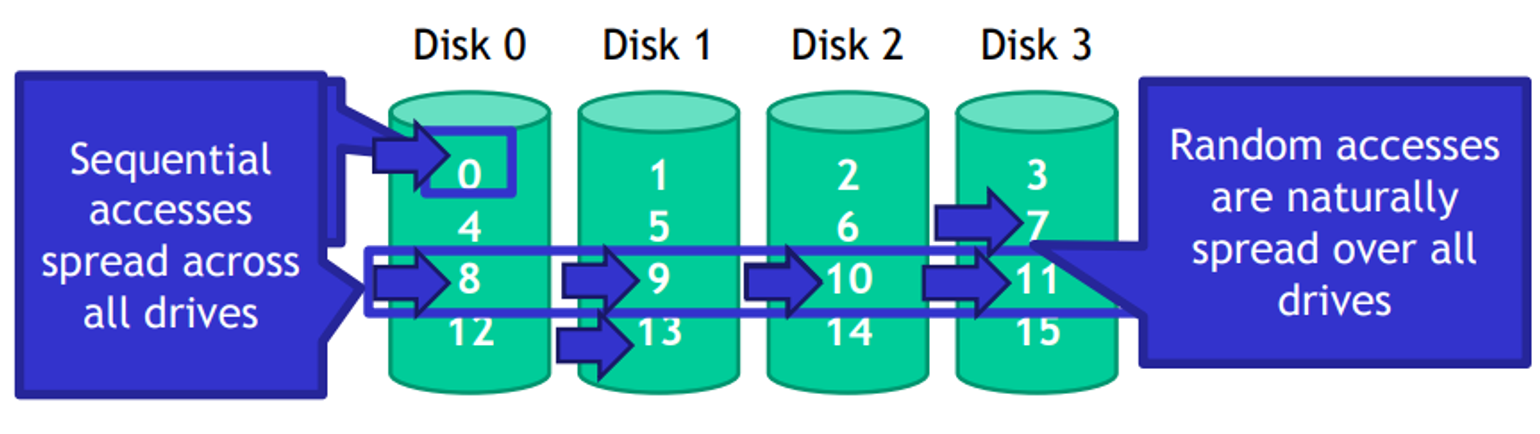 Disk 0 Disk 1 Disk 2 Disk 3
Sequential
accesses
spread across
all drives
0 1 2 3
4 5 6 7
8 9 10 11
12 13 14 15
Random accesses
are naturally
spread over all
drives